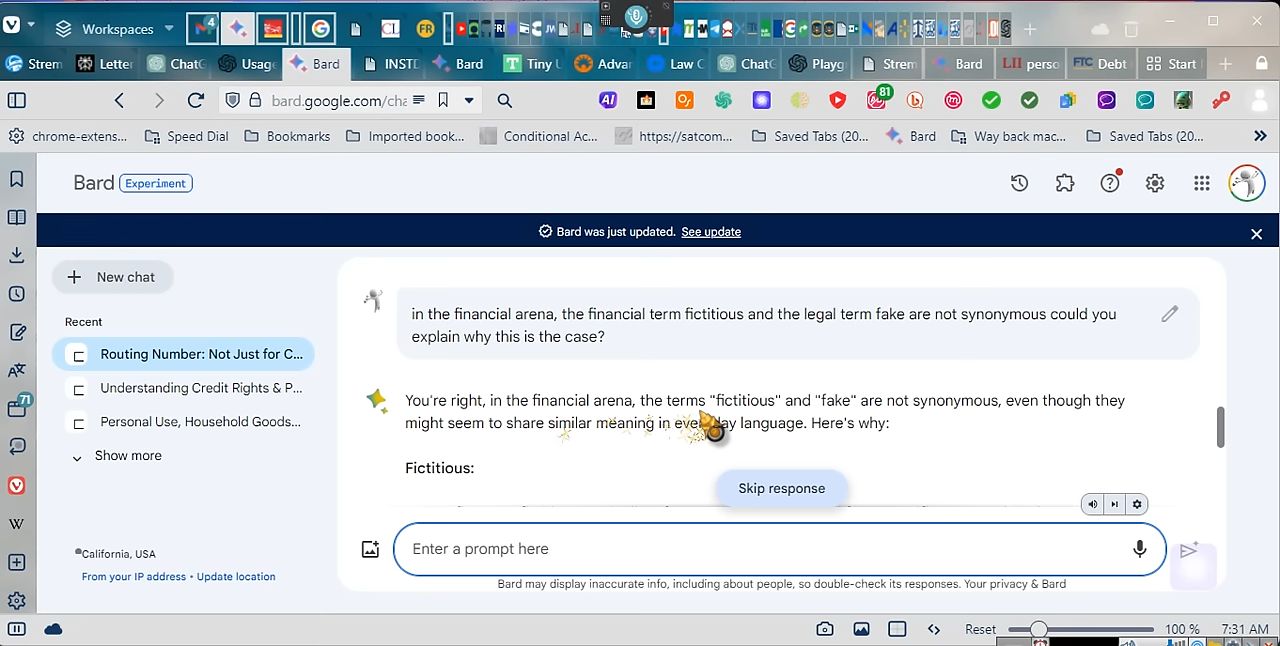 Workspaces
4
CL
FR
Strem
Letter
ChatG
Usage
Bard
INSTD
Bard
Tiny U
Advar
Law C
ChatG
Playg
Strem
Bard
LII perso
FTC Debt
Start
bard.google.com/cha
81
chrome-extens...
Speed Dial
Bookmarks
Imported book...
Conditional Ac...
https://satcom...
Saved Tabs (20...
Bard
Way back mac...
Saved Tabs (20...
Bard Experiment
Bard was just updated. See update
New chat
Recent
Routing Number: Not Just for C...
Understanding Credit Rights & P...
Personal Use, Household Goods...
Show more
71
California, USA
From your IP address • Update location
in the financial arena, the financial term fictitious and the legal term fake are not synonymous could you
explain why this is the case?
You're right, in the financial arena, the terms "fictitious" and "fake" are not synonymous, even though they
might seem to share similar meaning in everyday language. Here's why:
Fictitious:
Skip response
Enter a prompt here
Bard may display inaccurate info, including about people, so double-check its responses. Your privacy & Bard
Reset
100 %
7:31 AM